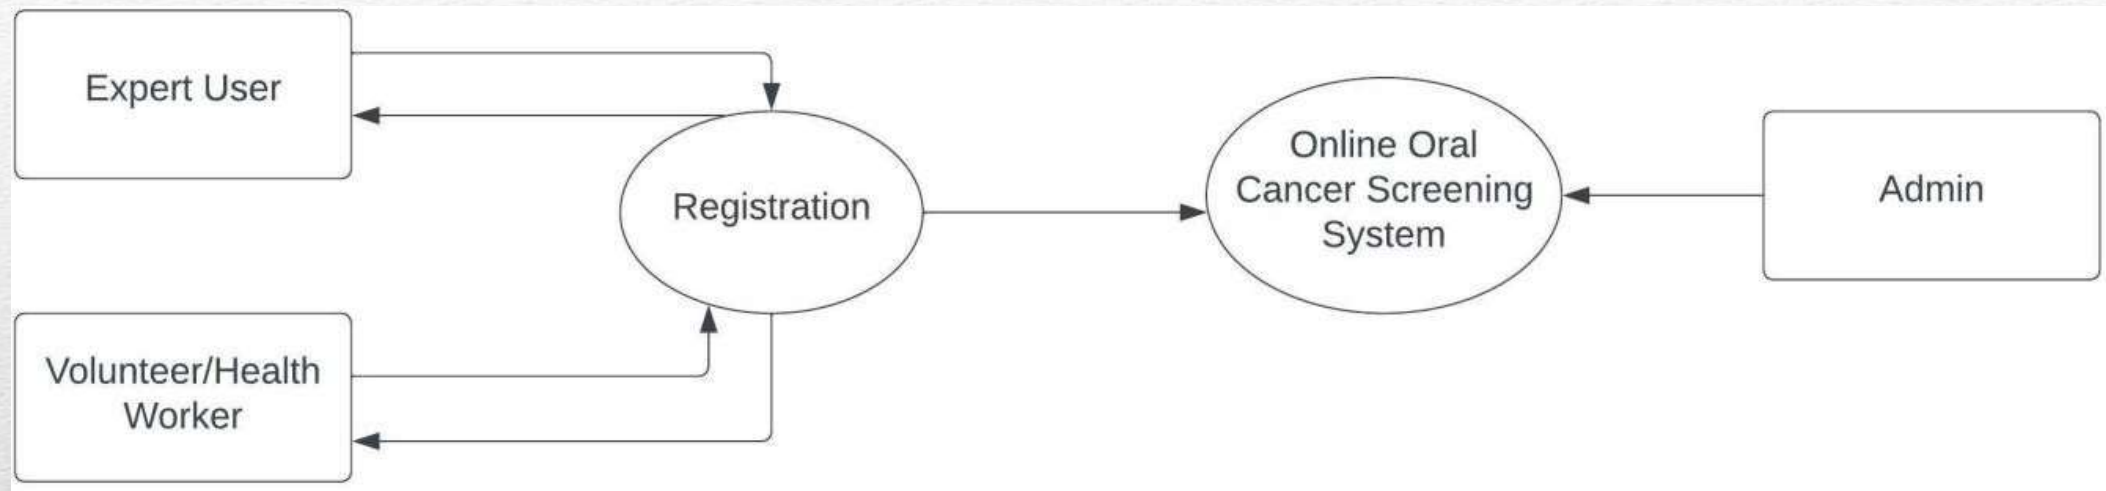 Expert User
Registration
Online Oral
Cancer Screening
System
Admin
Volunteer/Health
Worker